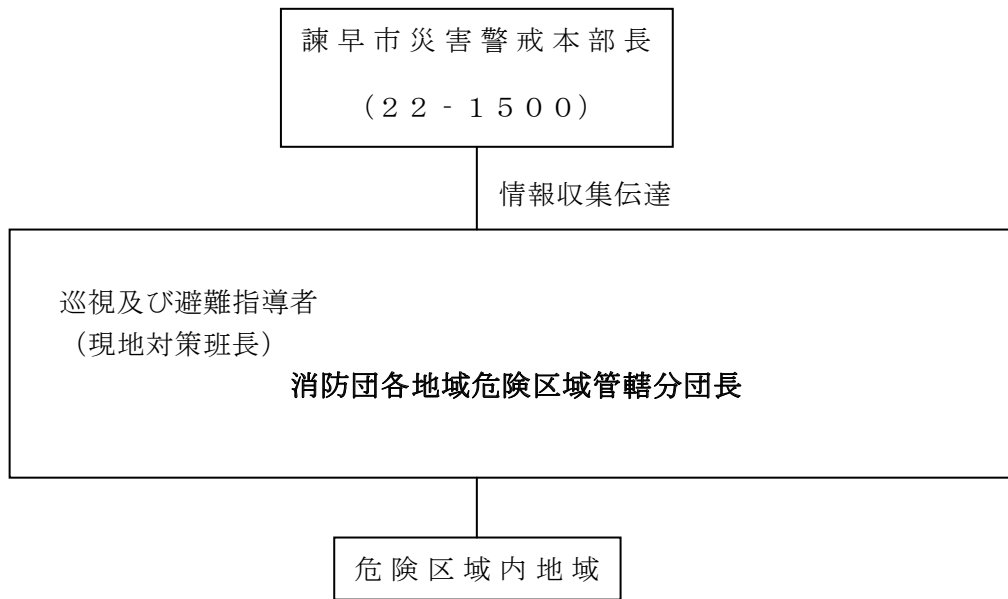 諫早市災害警戒本部長
（２２‐１５００）
情報収集伝達
巡視及び避難指導者
（現地対策班長）
消防団各地域危険区域管轄分団長
危険区域内地域